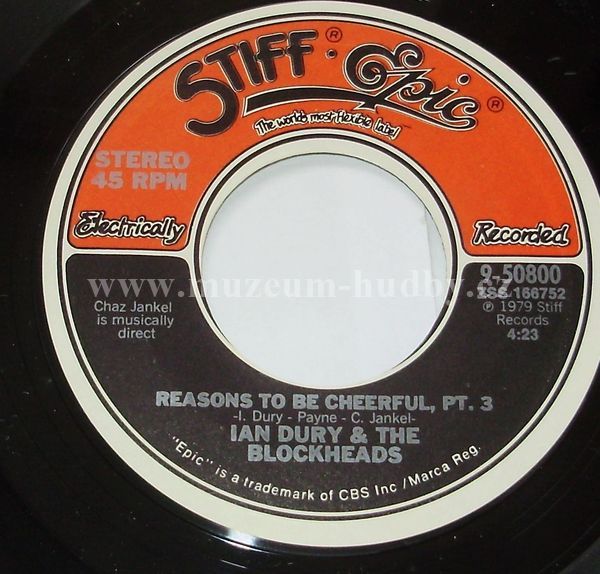 STIFF® · Epic®
The world's most flexible label
STEREO
45 RPM
Electrically
Recorded
www.muzeum-hudby.cz
9-50800
ZSS 166752
℗ 1979 Stiff
Records
4:23
Chaz Jankel
is musically
direct
REASONS TO BE CHEERFUL, PT. 3
-I. Dury - Payne - C. Jankel-
IAN DURY & THE
BLOCKHEADS
"Epic" is a trademark of CBS Inc / Marca Reg.